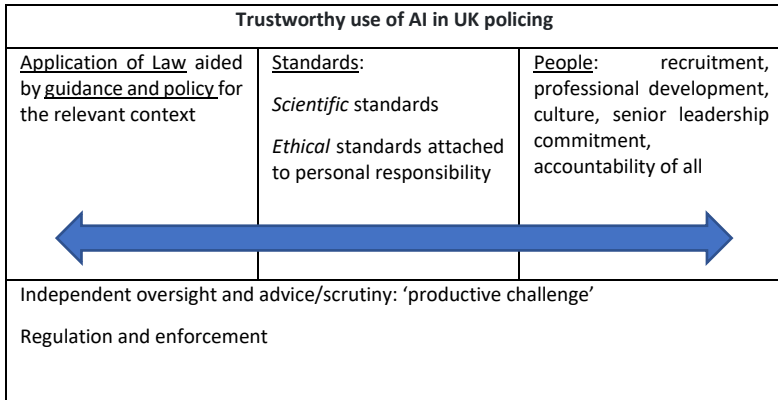 Trustworthy use of AI in UK policing
Application of Law aided
by guidance and policy for
the relevant context
Standards:
Scientific standards
Ethical standards attached
to personal responsibility
People: recruitment,
professional development,
culture, senior leadership
commitment,
accountability of all
Independent oversight and advice/scrutiny: ‘productive challenge’
Regulation and enforcement